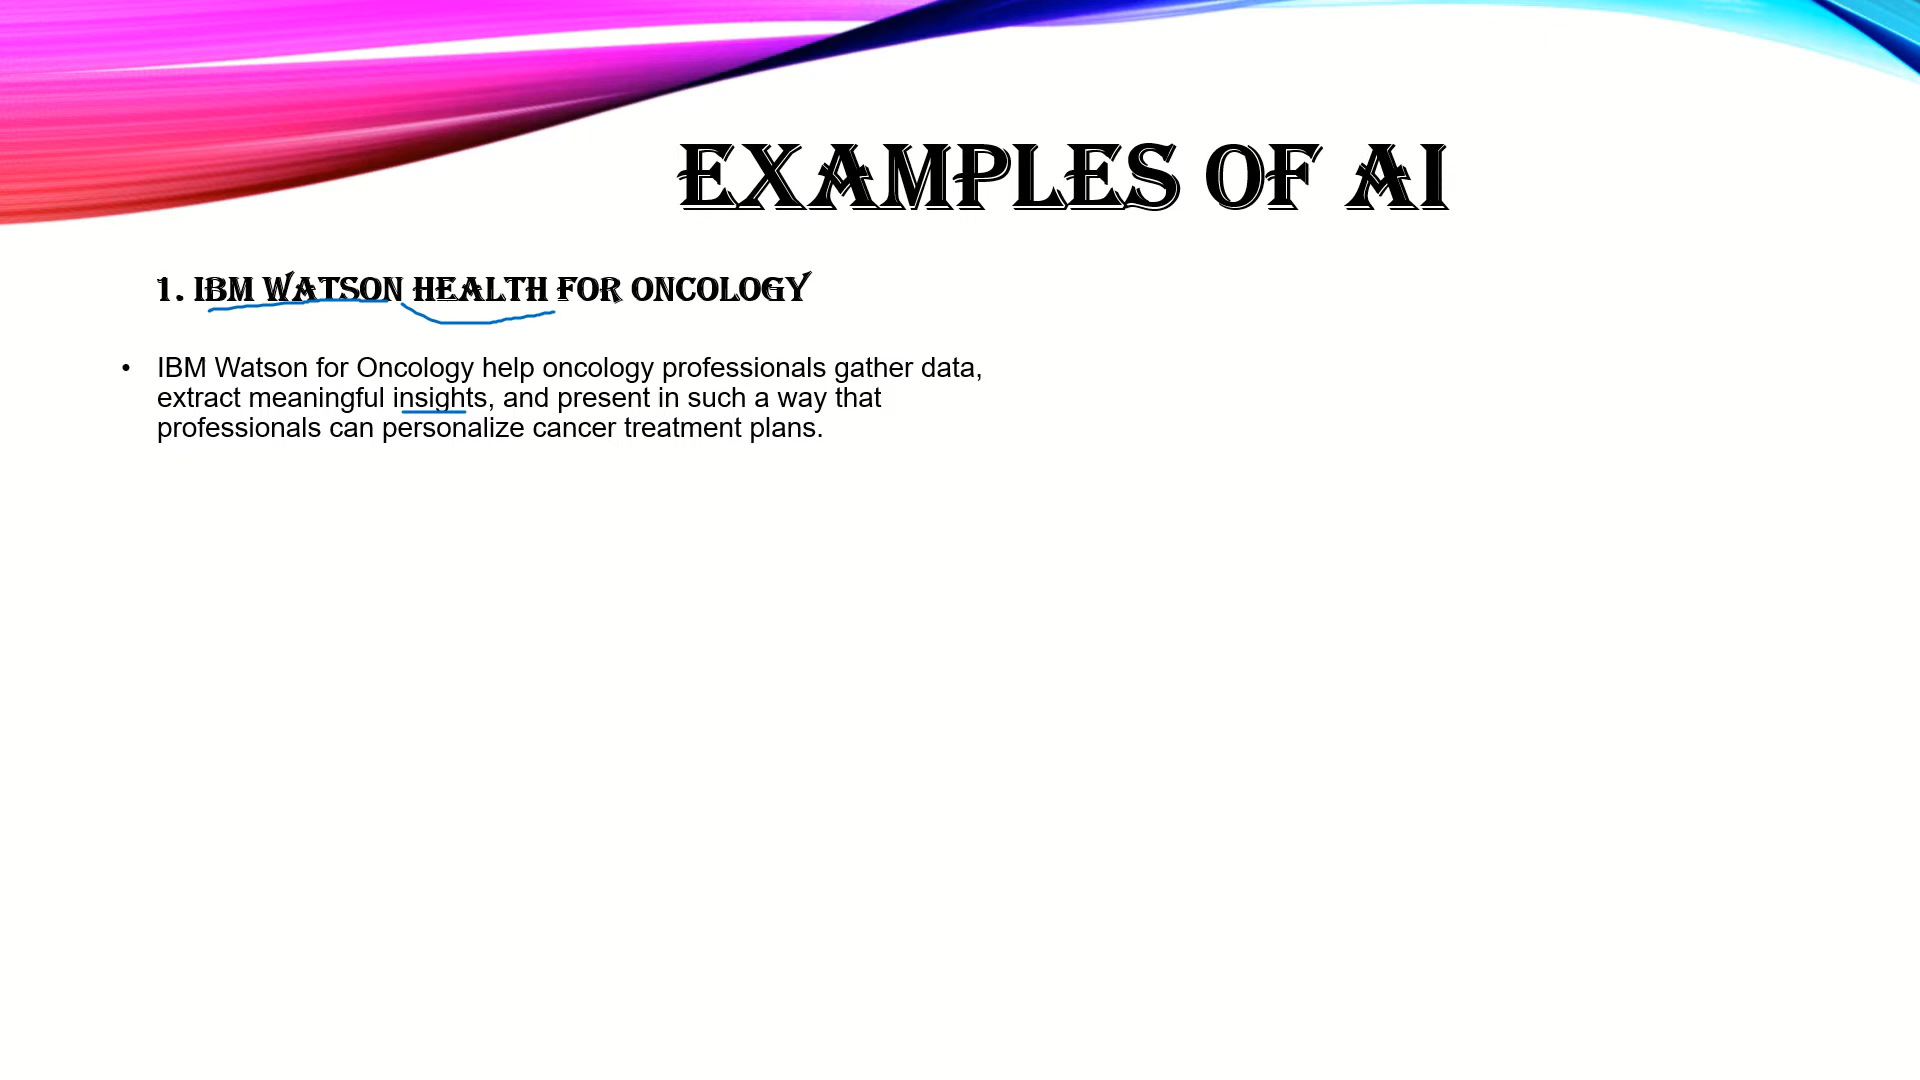 EXAMPLES OF AI
1. IBM WATSON HEALTH FOR ONCOLOGY
• IBM Watson for Oncology help oncology professionals gather data,
extract meaningful insights, and present in such a way that
professionals can personalize cancer treatment plans.